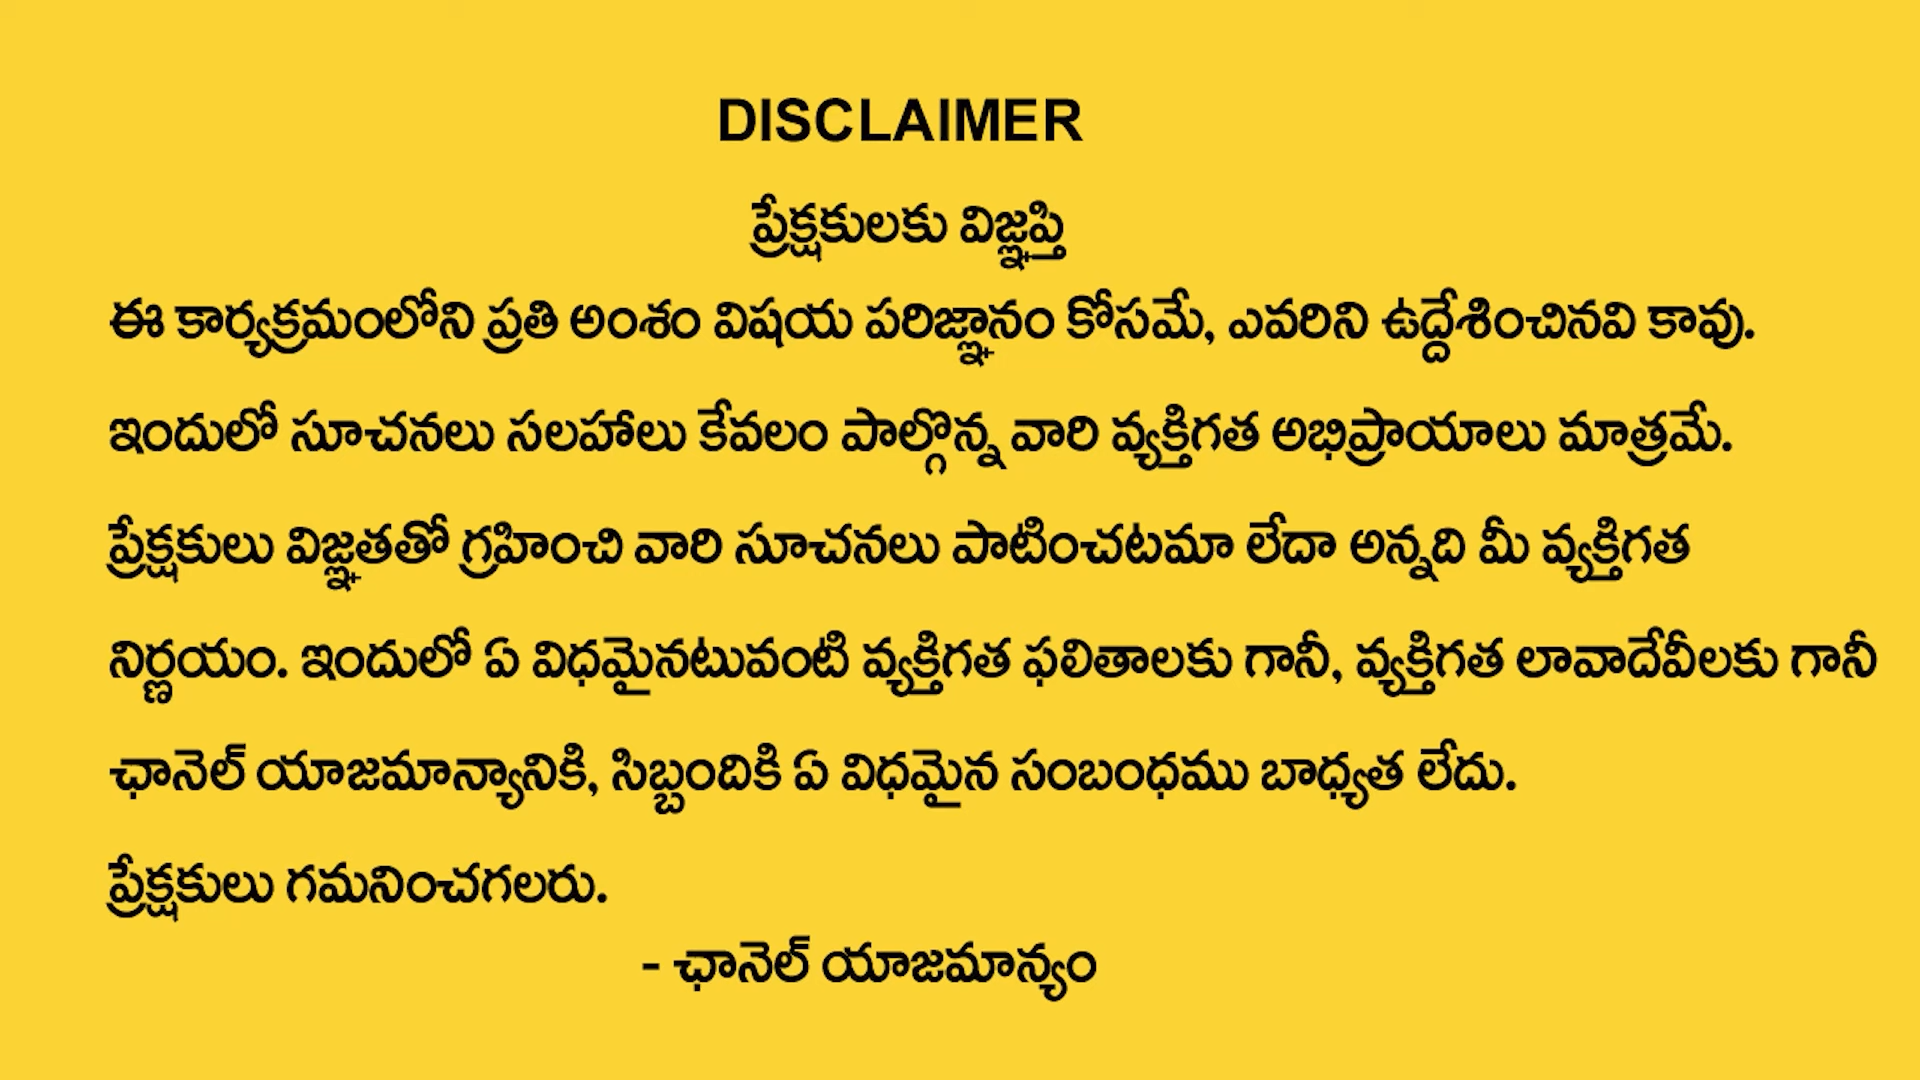 DISCLAIMER
ప్రేక్షకులకు విజ్ఞప్తి
ఈ కార్యక్రమంలోని ప్రతి అంశం విషయ పరిజ్ఞానం కోసమే, ఎవరిని ఉద్దేశించినవి కావు.
ఇందులో సూచనలు సలహాలు కేవలం పాల్గొన్న వారి వ్యక్తిగత అభిప్రాయాలు మాత్రమే.
ప్రేక్షకులు విజ్ఞతతో గ్రహించి వారి సూచనలు పాటించటమా లేదా అన్నది మీ వ్యక్తిగత
నిర్ణయం. ఇందులో ఏ విధమైనటువంటి వ్యక్తిగత ఫలితాలకు గానీ, వ్యక్తిగత లావాదేవీలకు గానీ
ఛానెల్ యాజమాన్యానికి, సిబ్బందికి ఏ విధమైన సంబంధము బాధ్యత లేదు.
ప్రేక్షకులు గమనించగలరు.
- ఛానెల్ యాజమాన్యం